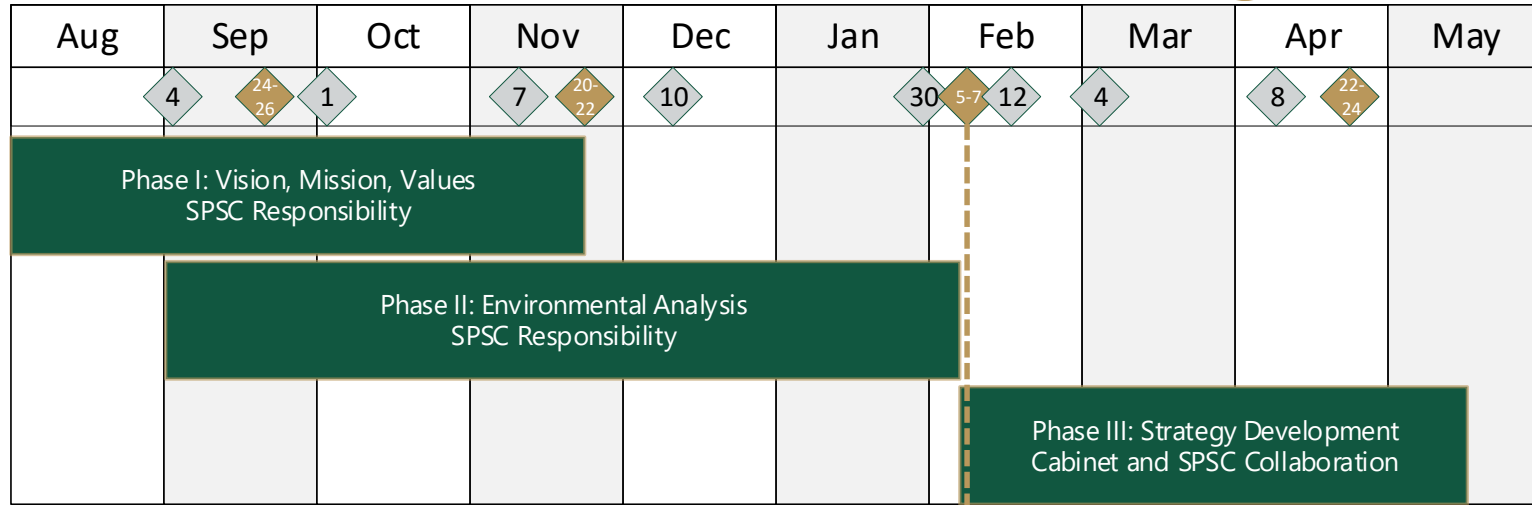 Aug Sep Oct Nov Dec Jan Feb Mar Apr May
4 24-26 1 7 20-22 10 30 5-7 12 4 8 22-24
Phase I: Vision, Mission, Values
SPSC Responsibility
Phase II: Environmental Analysis
SPSC Responsibility
Phase III: Strategy Development
Cabinet and SPSC Collaboration